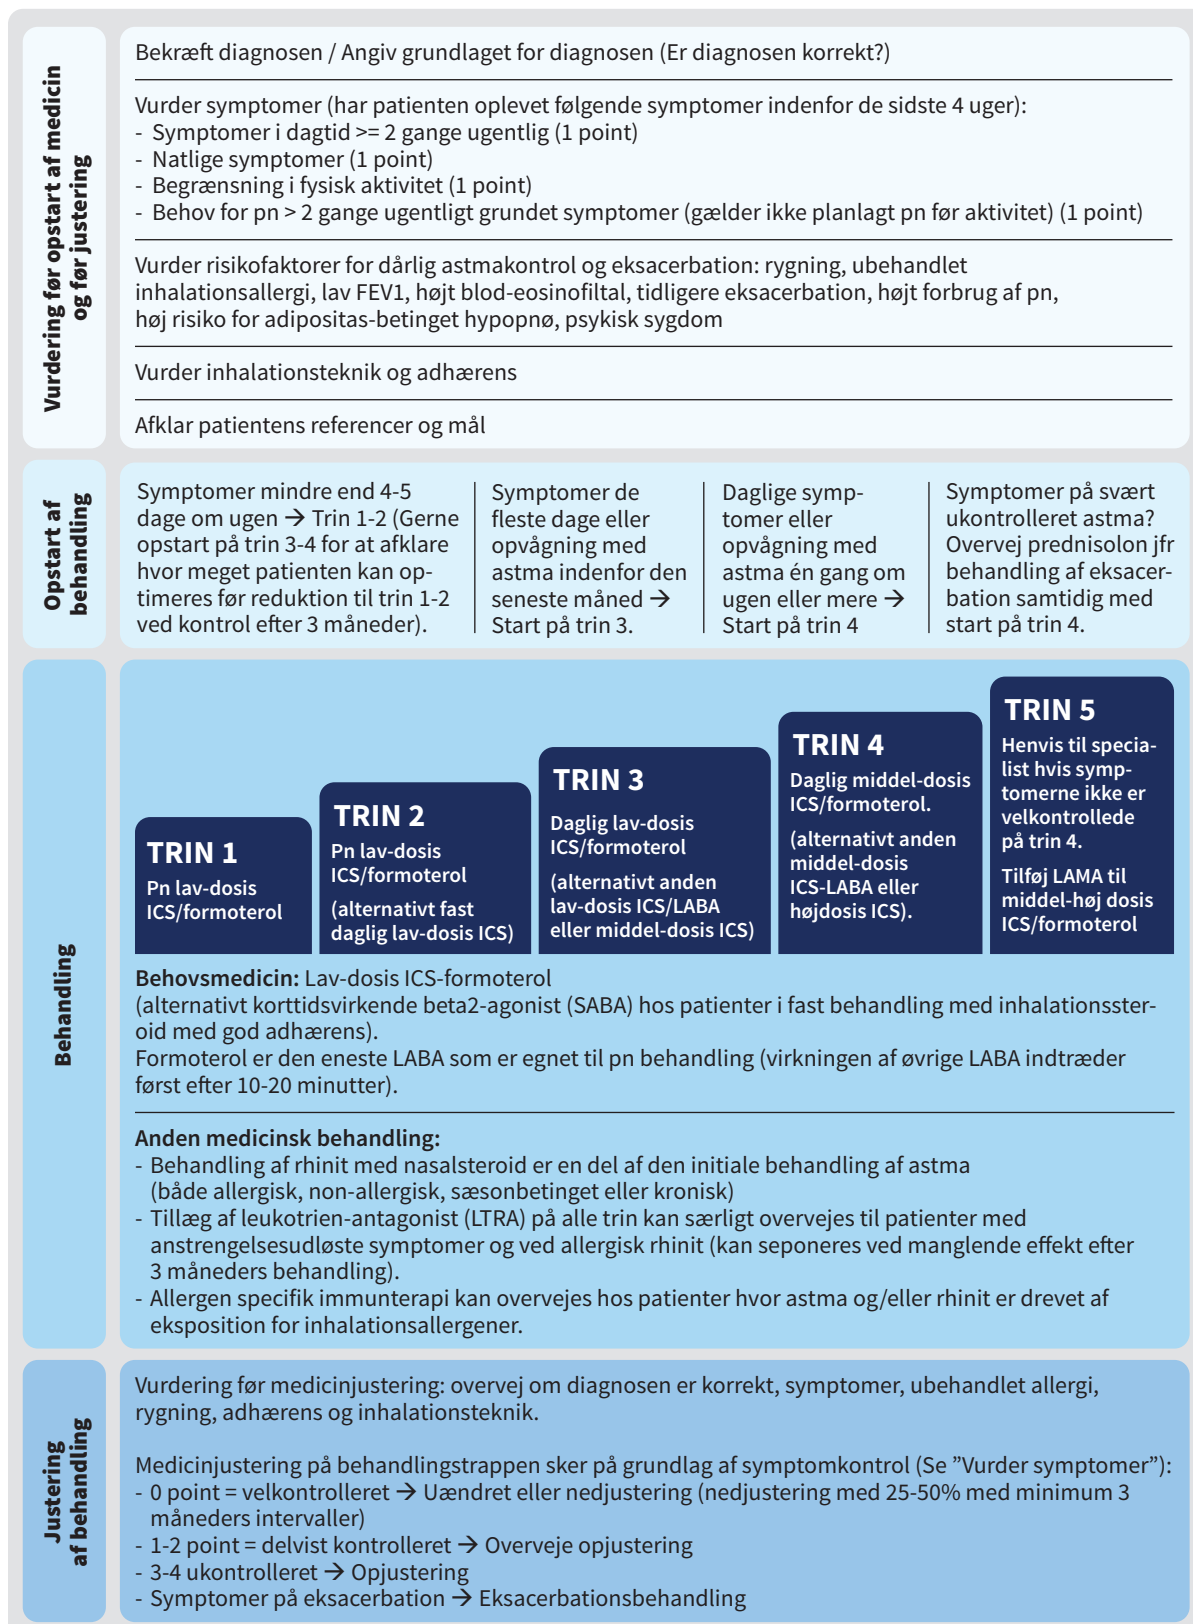 Vurdering før opstart af medicin
og før justering
Bekræft diagnosen / Angiv grundlaget for diagnosen (Er diagnosen korrekt?)
Vurder symptomer (har patienten oplevet følgende symptomer indenfor de sidste 4 uger):
- Symptomer i dagtid >= 2 gange ugentlig (1 point)
- Natlige symptomer (1 point)
- Begrænsning i fysisk aktivitet (1 point)
- Behov for pn > 2 gange ugentligt grundet symptomer (gælder ikke planlagt pn før aktivitet) (1 point)
Vurder risikofaktorer for dårlig astmakontrol og eksacerbation: rygning, ubehandlet
inhalationsallergi, lav FEV1, højt blod-eosinofiltal, tidligere eksacerbation, højt forbrug af pn,
høj risiko for adipositas-betinget hypopnø, psykisk sygdom
Vurder inhalationsteknik og adhærens
Afklar patientens referencer og mål
Opstart af
behandling
Symptomer mindre end 4-5
dage om ugen → Trin 1-2 (Gerne
opstart på trin 3-4 for at afklare
hvor meget patienten kan op-
timeres før reduktion til trin 1-2
ved kontrol efter 3 måneder).
Symptomer de
fleste dage eller
opvågning med
astma indenfor den
seneste måned →
Start på trin 3.
Daglige symp-
tomer eller
opvågning med
astma én gang om
ugen eller mere →
Start på trin 4
Symptomer på svært
ukontrolleret astma?
Overvej prednisolon jfr
behandling af eksacer-
bation samtidig med
start på trin 4.
Behandling
TRIN 1
Pn lav-dosis
ICS/formoterol
TRIN 2
Pn lav-dosis
ICS/formoterol
(alternativt fast
daglig lav-dosis ICS)
TRIN 3
Daglig lav-dosis
ICS/formoterol
(alternativt anden
lav-dosis ICS/LABA
eller middel-dosis ICS)
TRIN 4
Daglig middel-dosis
ICS/formoterol.
(alternativt anden
middel-dosis
ICS-LABA eller
højdosis ICS).
TRIN 5
Henvis til specia-
list hvis symp-
tomerne ikke er
velkontrollede
på trin 4.
Tilføj LAMA til
middel-høj dosis
ICS/formoterol
Behovsmedicin: Lav-dosis ICS-formoterol
(alternativt korttidsvirkende beta2-agonist (SABA) hos patienter i fast behandling med inhalationsster-
oid med god adhærens).
Formoterol er den eneste LABA som er egnet til pn behandling (virkningen af øvrige LABA indtræder
først efter 10-20 minutter).
Anden medicinsk behandling:
- Behandling af rhinit med nasalsteroid er en del af den initiale behandling af astma
(både allergisk, non-allergisk, sæsonbetinget eller kronisk)
- Tillæg af leukotrien-antagonist (LTRA) på alle trin kan særligt overvejes til patienter med
anstrengelsesudløste symptomer og ved allergisk rhinit (kan seponeres ved manglende effekt efter
3 måneders behandling).
- Allergen specifik immunterapi kan overvejes hos patienter hvor astma og/eller rhinit er drevet af
eksposition for inhalationsallergener.
Justering
af behandling
Vurdering før medicinjustering: overvej om diagnosen er korrekt, symptomer, ubehandlet allergi,
rygning, adhærens og inhalationsteknik.
Medicinjustering på behandlingstrappen sker på grundlag af symptomkontrol (Se ”Vurder symptomer”):
- 0 point = velkontrolleret → Uændret eller nedjustering (nedjustering med 25-50% med minimum 3
måneders intervaller)
- 1-2 point = delvist kontrolleret → Overveje opjustering
- 3-4 ukontrolleret → Opjustering
- Symptomer på eksacerbation → Eksacerbationsbehandling